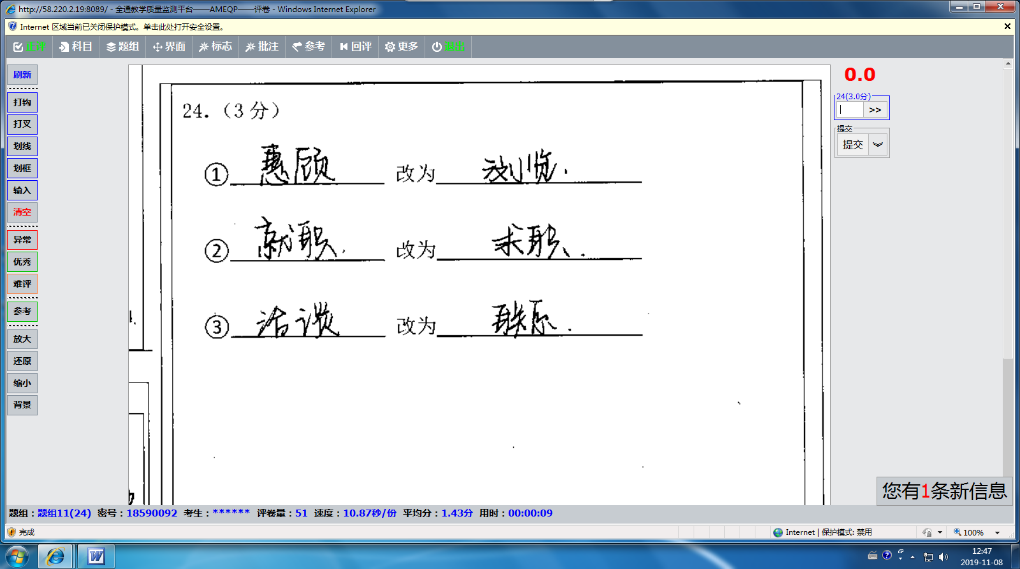 http://58.220.2.19:8089/ - 全通教学质量监测平台——AMEQP——评卷 - Windows Internet Explorer
Internet 区域当前已关闭保护模式。单击此处打开安全设置。
科目 题组 界面 标志 批注 参考 回评 更多
刷新
打钩
打叉
划线
划框
输入
清空
异常
优秀
难评
参考
放大
还原
缩小
背景
24.（3 分）
① 惠顾 改为 浏览.
② 就职. 改为 求职.
③ 洽谈 改为 联系.
0.0
24(3.0分)
>>
提交
提交
您有1条新信息
题组：题组11(24) 密号：18590092 考生：****** 评卷量：51 速度：10.87秒/份 平均分：1.43分 用时：00:00:09
完成
Internet | 保护模式: 禁用
100%
12:47
2019-11-08